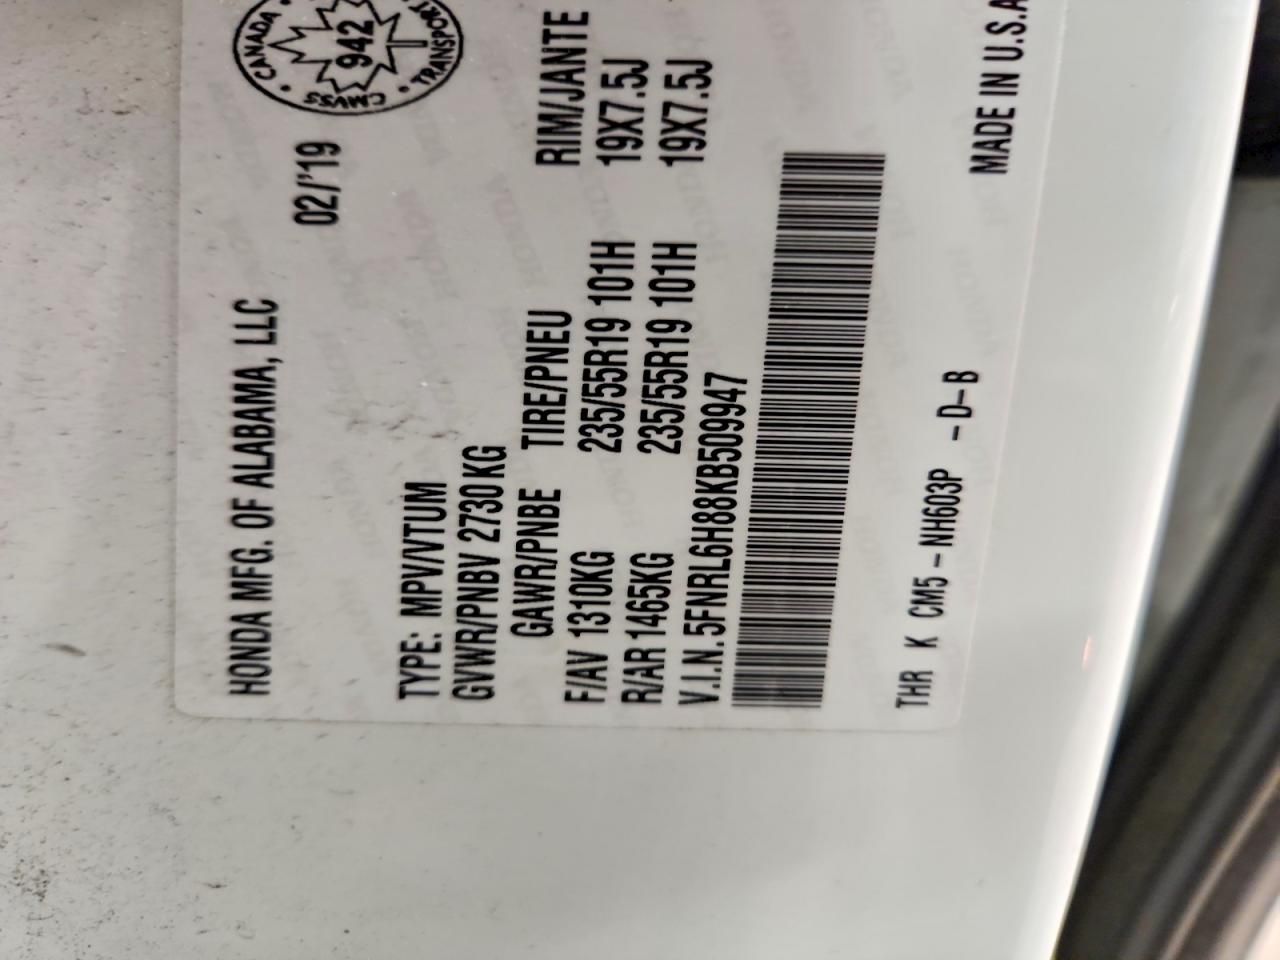 HONDA MFG. OF ALABAMA, LLC 02/'19
CANADA
942
TRANSPORT
CMVSS
TYPE: MPV/VTUM
GVWR/PNBV 2730KG
GAWR/PNBE TIRE/PNEU RIM/JANTE
F/AV 1310KG 235/55R19 101H 19X7.5J
R/AR 1465KG 235/55R19 101H 19X7.5J
V.I.N.5FNRL6H88KB509947
THR K CM5-NH603P -D-B MADE IN U.S.A